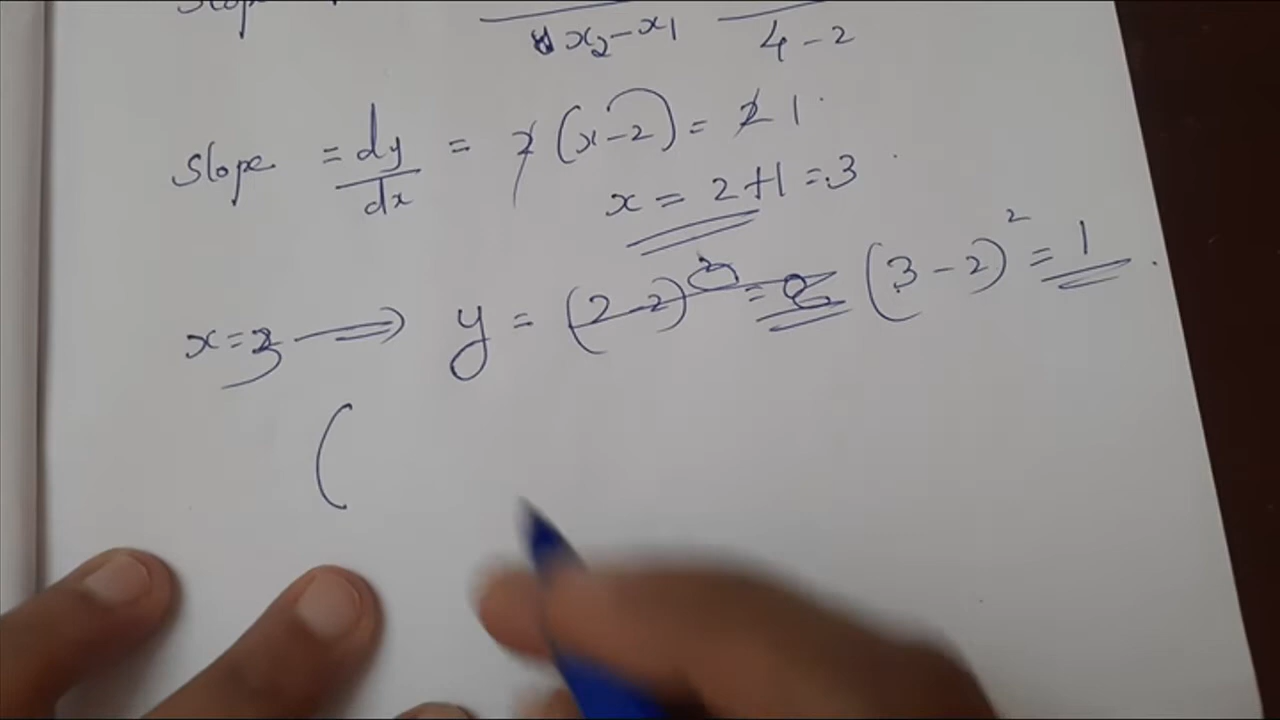 Slope
x₂-x₁ 4-2
Slope = dy/dx = 2(x-2) = 2 1
x = 2+1 = 3
x=3 ⟹ y = (2-2)² = 0 (3-2)² = 1
(